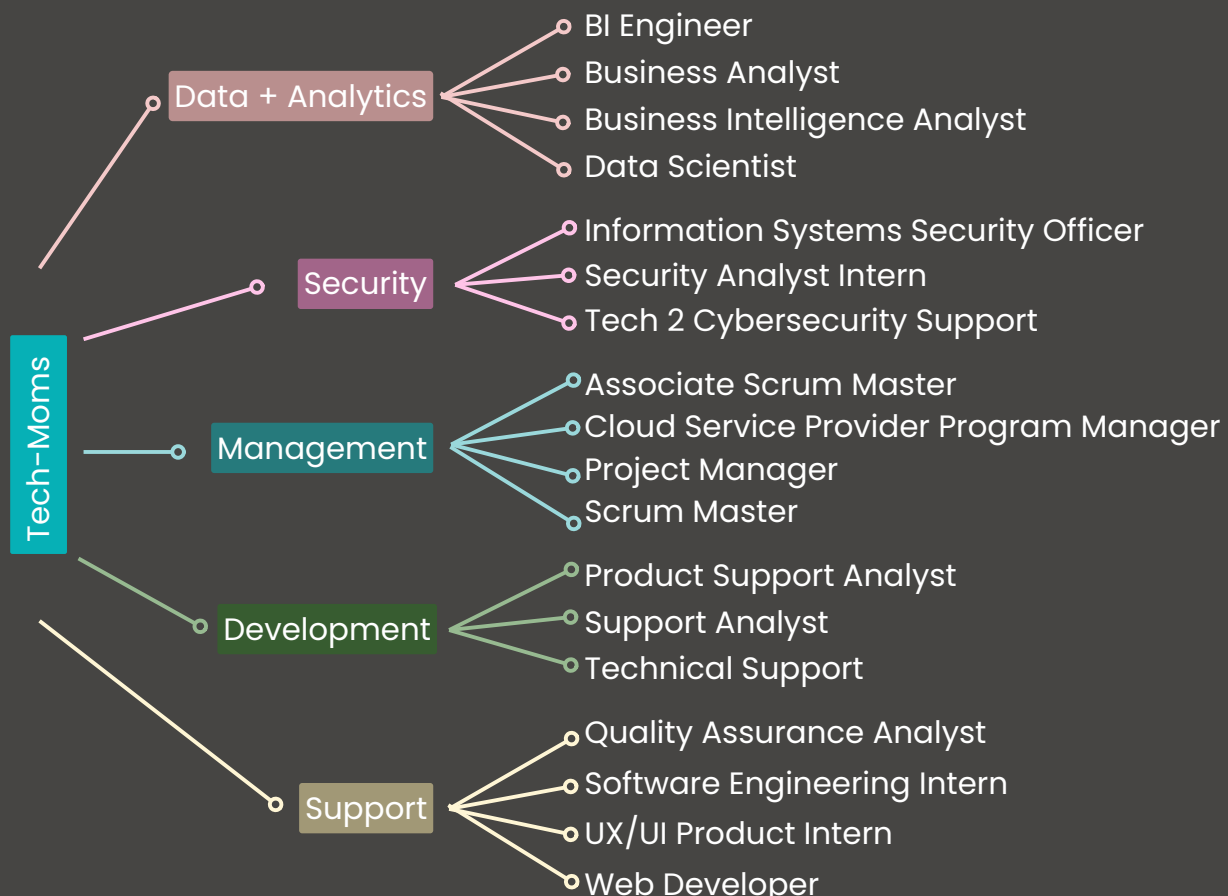 Tech-Moms
Data + Analytics
BI Engineer
Business Analyst
Business Intelligence Analyst
Data Scientist
Security
Information Systems Security Officer
Security Analyst Intern
Tech 2 Cybersecurity Support
Management
Associate Scrum Master
Cloud Service Provider Program Manager
Project Manager
Scrum Master
Development
Product Support Analyst
Support Analyst
Technical Support
Support
Quality Assurance Analyst
Software Engineering Intern
UX/UI Product Intern
Web Developer